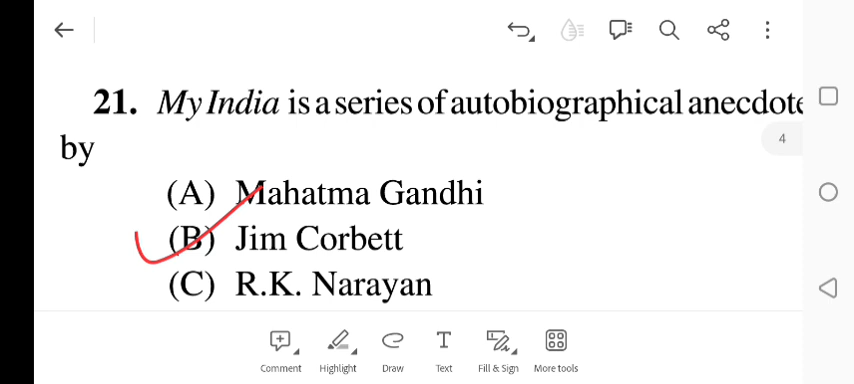 21. My India is a series of autobiographical anecdote
by
4
(A) Mahatma Gandhi
(B) Jim Corbett
(C) R.K. Narayan
Comment Highlight Draw Text Fill & Sign More tools